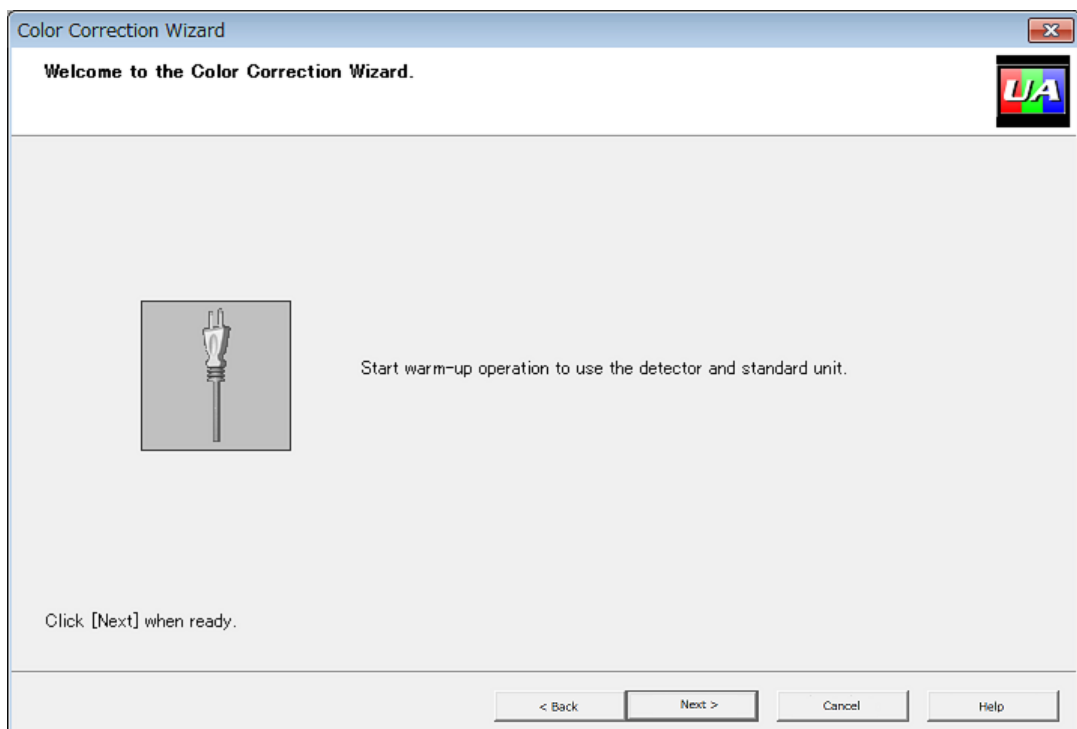 Color Correction Wizard
Welcome to the Color Correction Wizard.
UA
Start warm-up operation to use the detector and standard unit.
Click [Next] when ready.
< Back Next > Cancel Help